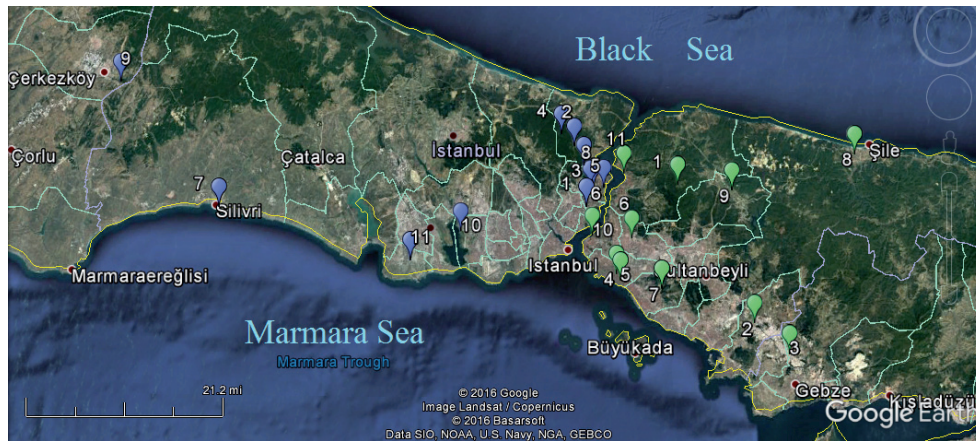 Black Sea
9
Çerkezköy
4
2
11
8
Şile
Çorlu
Çatalca
İstanbul
8
3
5
1
1
9
7
Silivri
10
6
6
11
10
Istanbul
5
4
ultanbeyli
7
Marmaraereğlisi
2
Marmara Sea
3
Büyükada
Marmara Trough
21.2 mi
Gebze
© 2016 Google
Image Landsat / Copernicus
© 2016 Basarsoft
Data SIO, NOAA, U.S. Navy, NGA, GEBCO
Kışladüzü
Google Earth